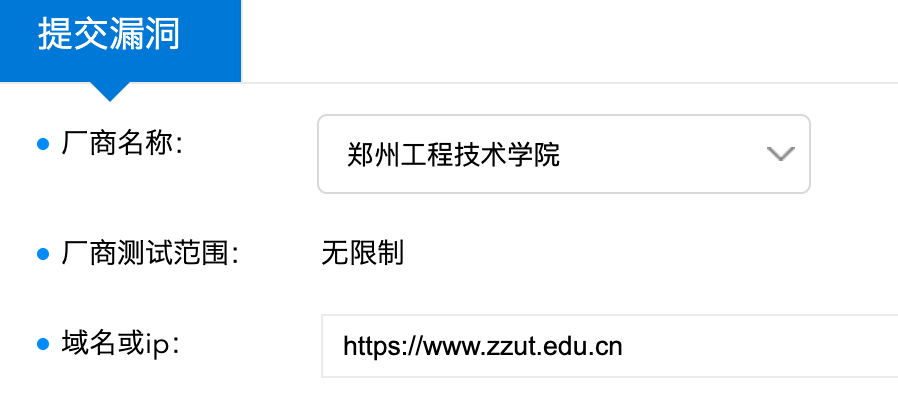 提交漏洞
厂商名称：
郑州工程技术学院
厂商测试范围：
无限制
域名或ip：
https://www.zzut.edu.cn